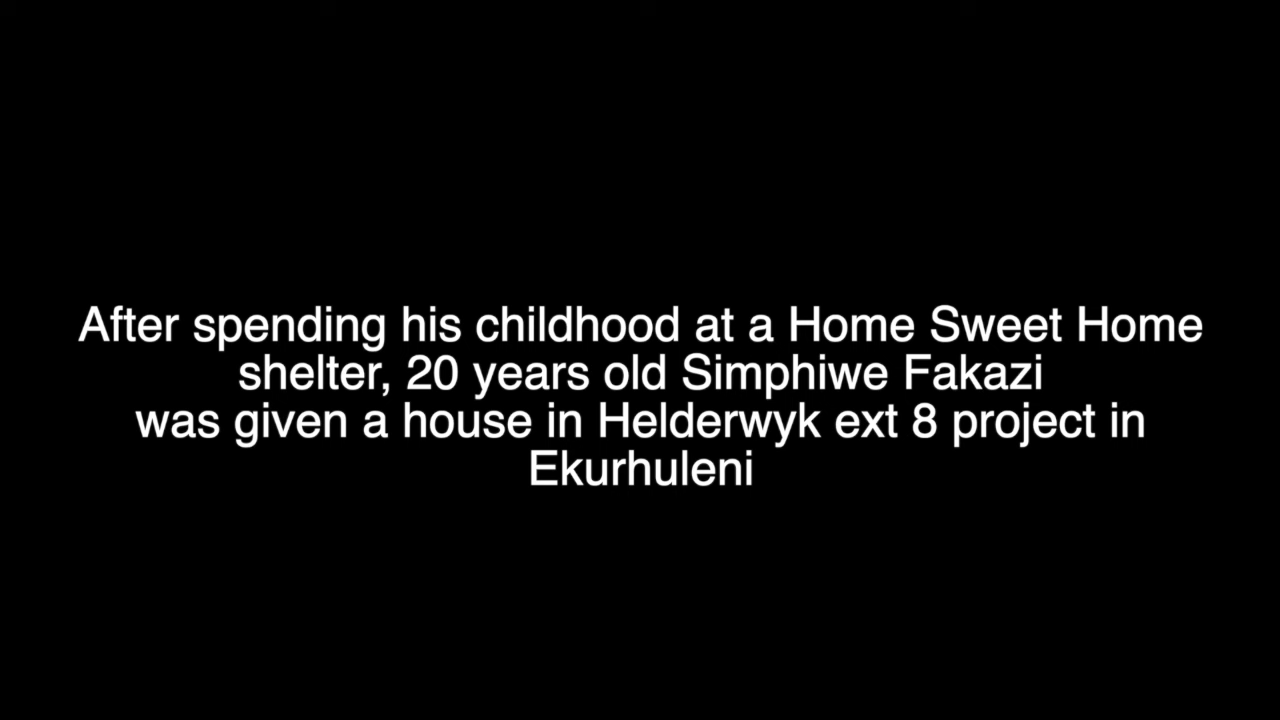 After spending his childhood at a Home Sweet Home
shelter, 20 years old Simphiwe Fakazi
was given a house in Helderwyk ext 8 project in
Ekurhuleni